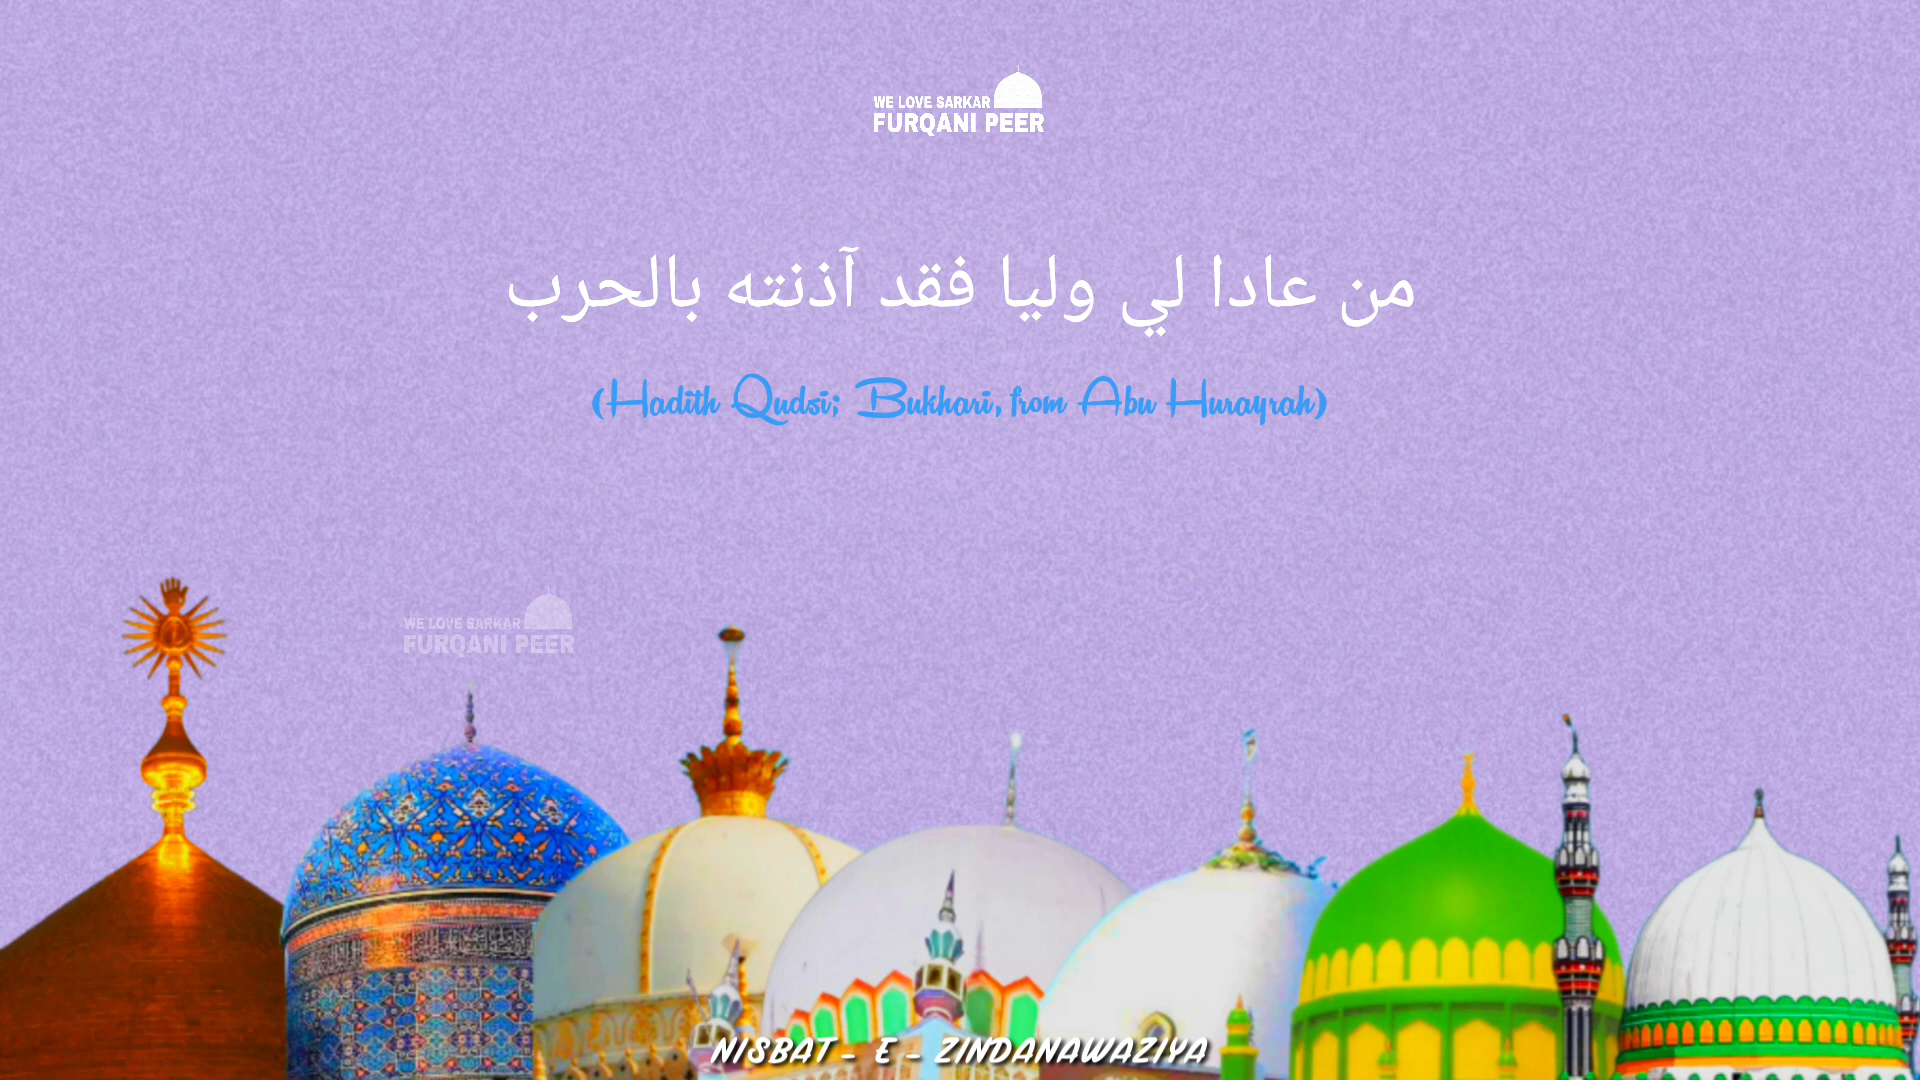 WE LOVE SARKAR
FURQANI PEER
من عادا لي وليا فقد آذنته بالحرب
(Hadith Qudsi; Bukhari, from Abu Hurayrah)
WE LOVE SARKAR
FURQANI PEER
NISBAT - E - ZINDANAWAZIYA